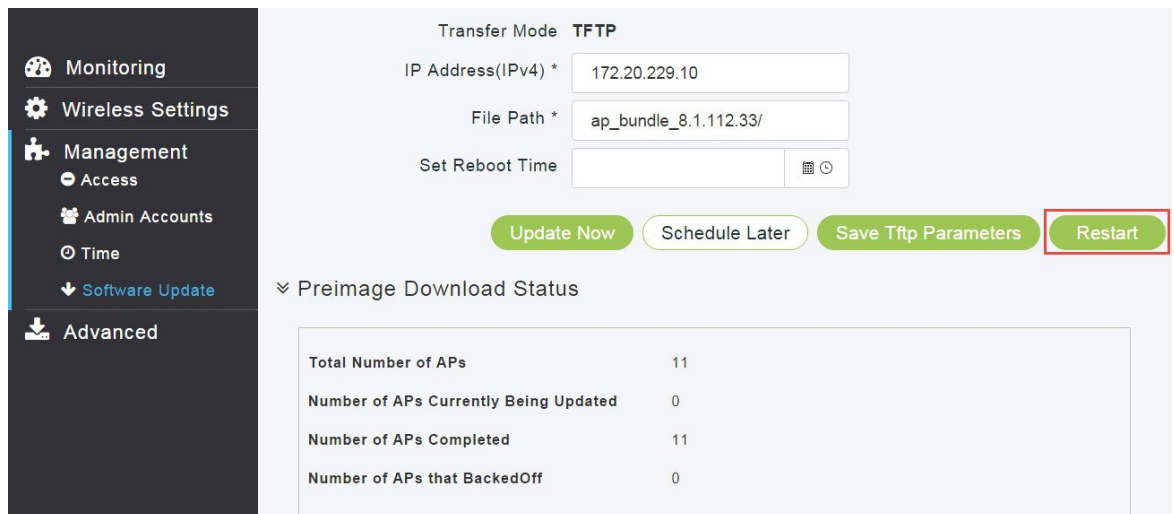 Monitoring
Wireless Settings
Management
Access
Admin Accounts
Time
Software Update
Advanced
Transfer Mode TFTP
IP Address(IPv4) * 172.20.229.10
File Path * ap_bundle_8.1.112.33/
Set Reboot Time
Update Now Schedule Later Save Tftp Parameters Restart
Preimage Download Status
Total Number of APs 11
Number of APs Currently Being Updated 0
Number of APs Completed 11
Number of APs that BackedOff 0